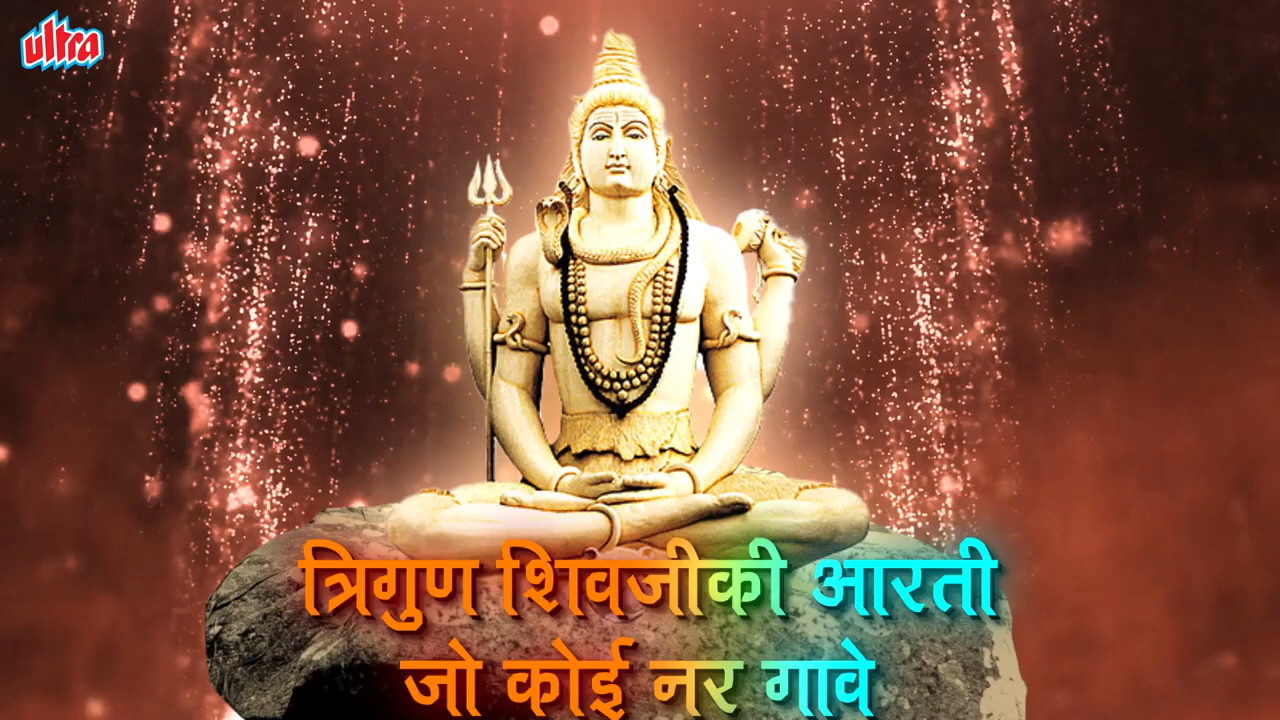 ultra
त्रिगुण शिवजीकी आरती
जो कोई नर गावे